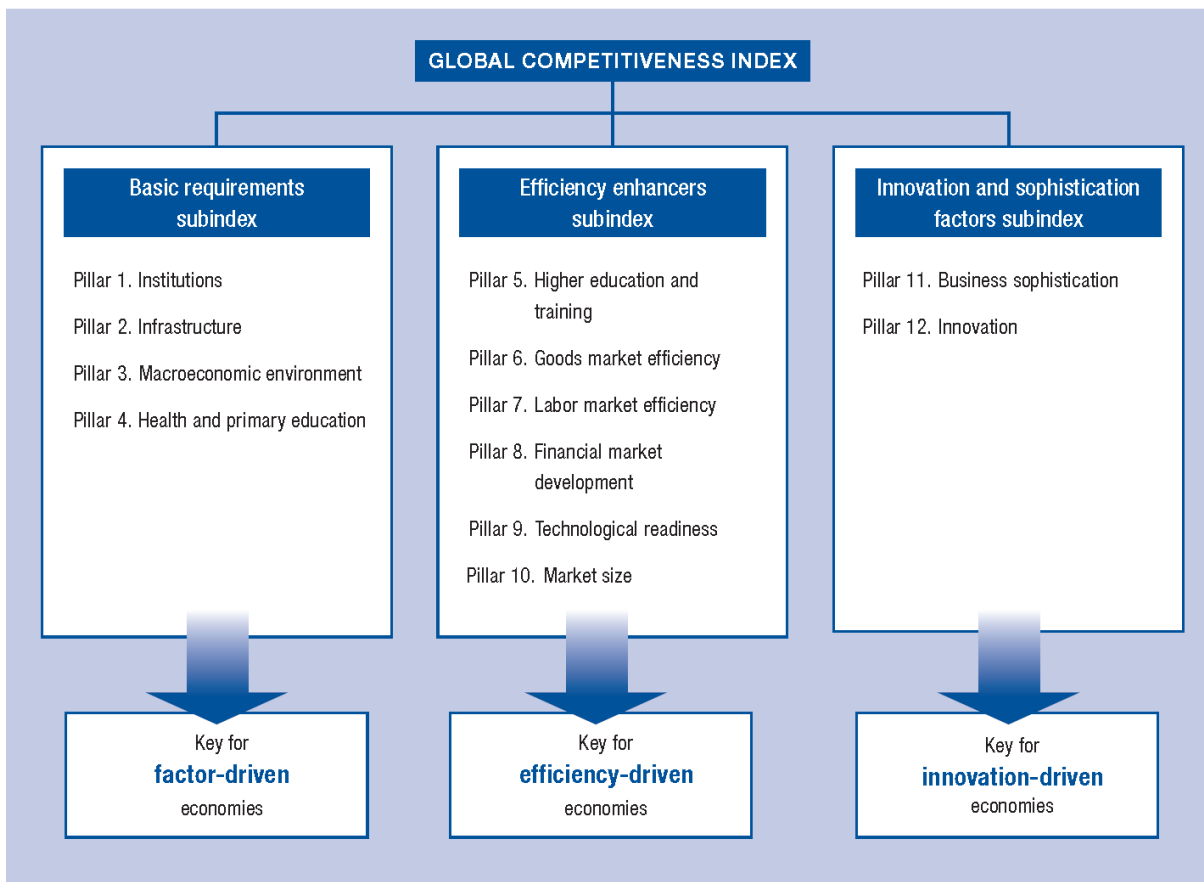 GLOBAL COMPETITIVENESS INDEX
Basic requirements
subindex
Pillar 1. Institutions
Pillar 2. Infrastructure
Pillar 3. Macroeconomic environment
Pillar 4. Health and primary education
Key for
factor-driven
economies
Efficiency enhancers
subindex
Pillar 5. Higher education and
training
Pillar 6. Goods market efficiency
Pillar 7. Labor market efficiency
Pillar 8. Financial market
development
Pillar 9. Technological readiness
Pillar 10. Market size
Key for
efficiency-driven
economies
Innovation and sophistication
factors subindex
Pillar 11. Business sophistication
Pillar 12. Innovation
Key for
innovation-driven
economies